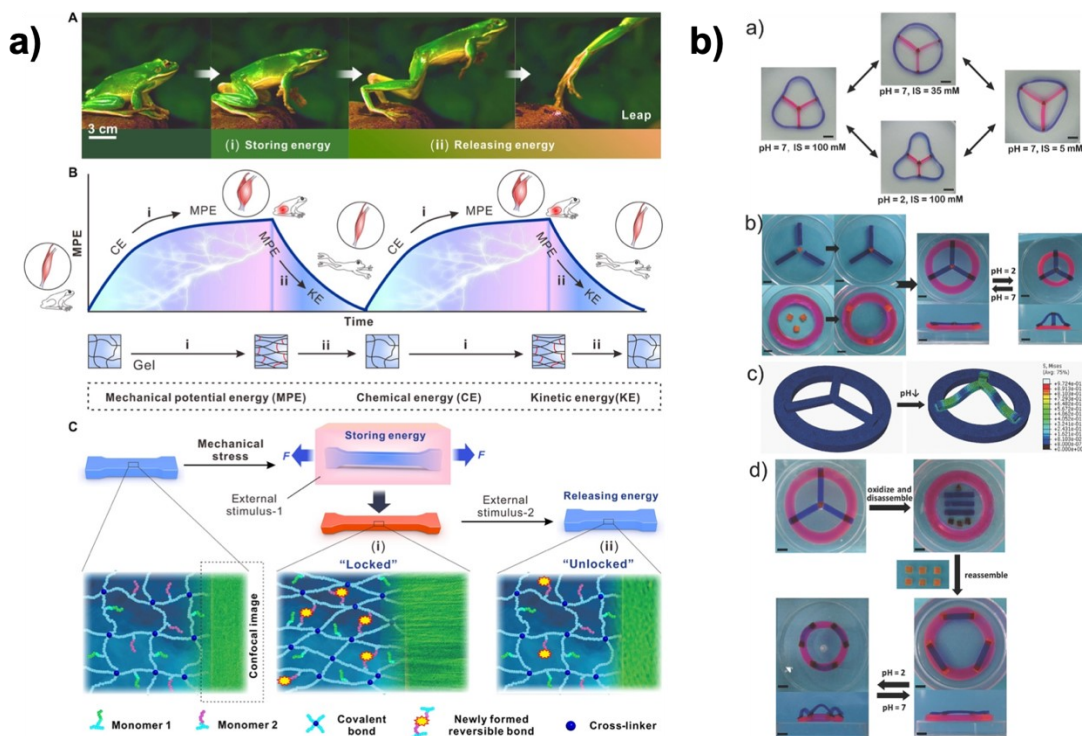 a)
A
3 cm
Leap
(i) Storing energy
(ii) Releasing energy
B
MPE
CE
i
MPE
MPE
ii
KE
CE
i
MPE
MPE
ii
KE
Time
Gel
i
ii
i
ii
Mechanical potential energy (MPE)
Chemical energy (CE)
Kinetic energy(KE)
C
Mechanical
stress
Storing energy
F
F
External
stimulus-1
External
stimulus-2
Releasing energy
(i)
"Locked"
(ii)
"Unlocked"
Confocal image
Monomer 1
Monomer 2
Covalent
bond
Newly formed
reversible bond
Cross-linker
b)
a)
pH = 7, IS = 35 mM
pH = 7, IS = 100 mM
pH = 7, IS = 5 mM
pH = 2, IS = 100 mM
b)
pH = 2
pH = 7
c)
pH↓
S, Mises
(Avg: 75%)
d)
oxidize and
disassemble
reassemble
pH = 2
pH = 7